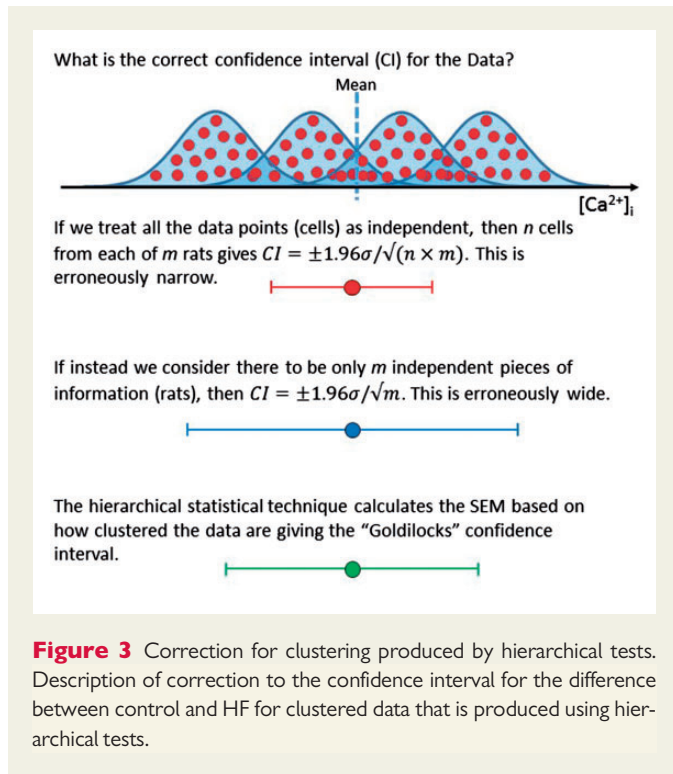 What is the correct confidence interval (CI) for the Data?
Mean
[Ca²⁺]ᵢ
If we treat all the data points (cells) as independent, then n cells
from each of m rats gives CI = ±1.96σ/√(n × m). This is
erroneously narrow.
If instead we consider there to be only m independent pieces of
information (rats), then CI = ±1.96σ/√m. This is erroneously wide.
The hierarchical statistical technique calculates the SEM based on
how clustered the data are giving the “Goldilocks” confidence
interval.
Figure 3 Correction for clustering produced by hierarchical tests.
Description of correction to the confidence interval for the difference
between control and HF for clustered data that is produced using hier-
archical tests.